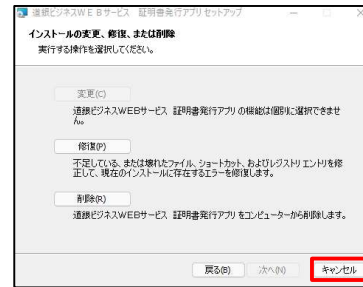 道銀ビジネスWEBサービス 証明書発行アプリ セットアップ
インストールの変更、修復、または削除
実行する操作を選択してください。
変更(C)
道銀ビジネスWEBサービス 証明書発行アプリ の機能は個別に選択できませ
ん。
修復(P)
不足している、または壊れたファイル、ショートカット、およびレジストリ エントリを修
正して、現在のインストールに存在するエラーを修復します。
削除(R)
道銀ビジネスWEBサービス 証明書発行アプリ をコンピューターから削除します。
戻る(B) 次へ(N) キャンセル